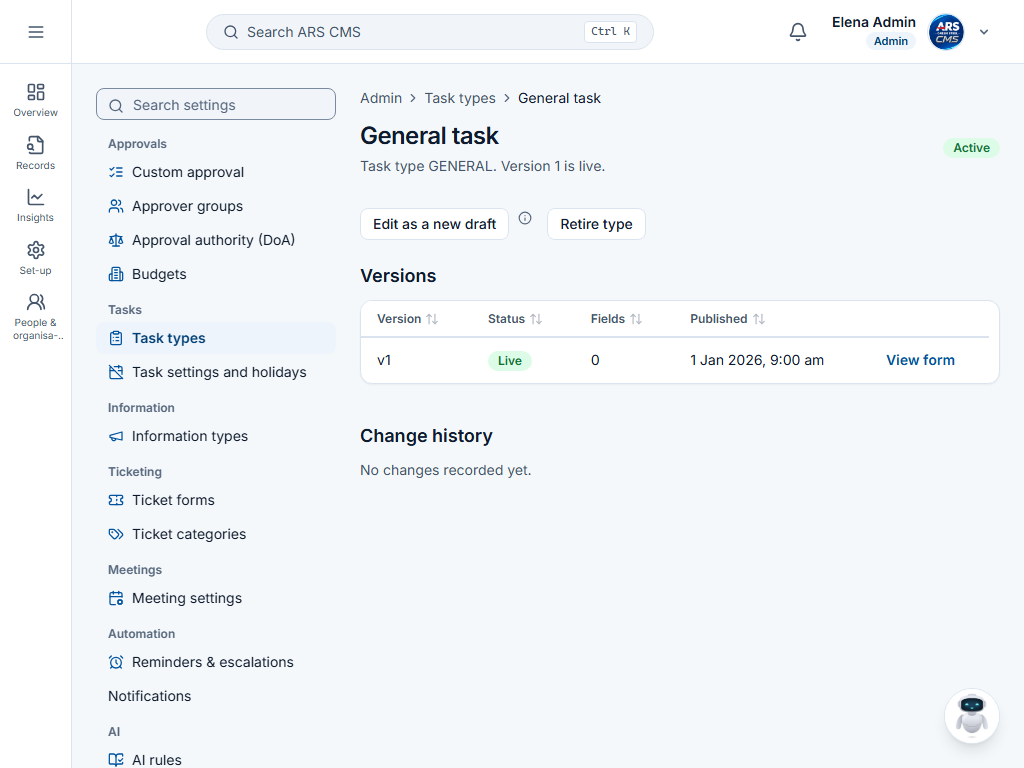 Search ARS CMS
Ctrl K
Elena Admin
Admin
ARS
CMS
Overview
Records
Insights
Set-up
People &
organisa-..
Search settings
Approvals
Custom approval
Approver groups
Approval authority (DoA)
Budgets
Tasks
Task types
Task settings and holidays
Information
Information types
Ticketing
Ticket forms
Ticket categories
Meetings
Meeting settings
Automation
Reminders & escalations
Notifications
AI
AI rules
Admin > Task types > General task
General task
Active
Task type GENERAL. Version 1 is live.
Edit as a new draft
Retire type
Versions
Version Status Fields Published
v1 Live 0 1 Jan 2026, 9:00 am View form
Change history
No changes recorded yet.